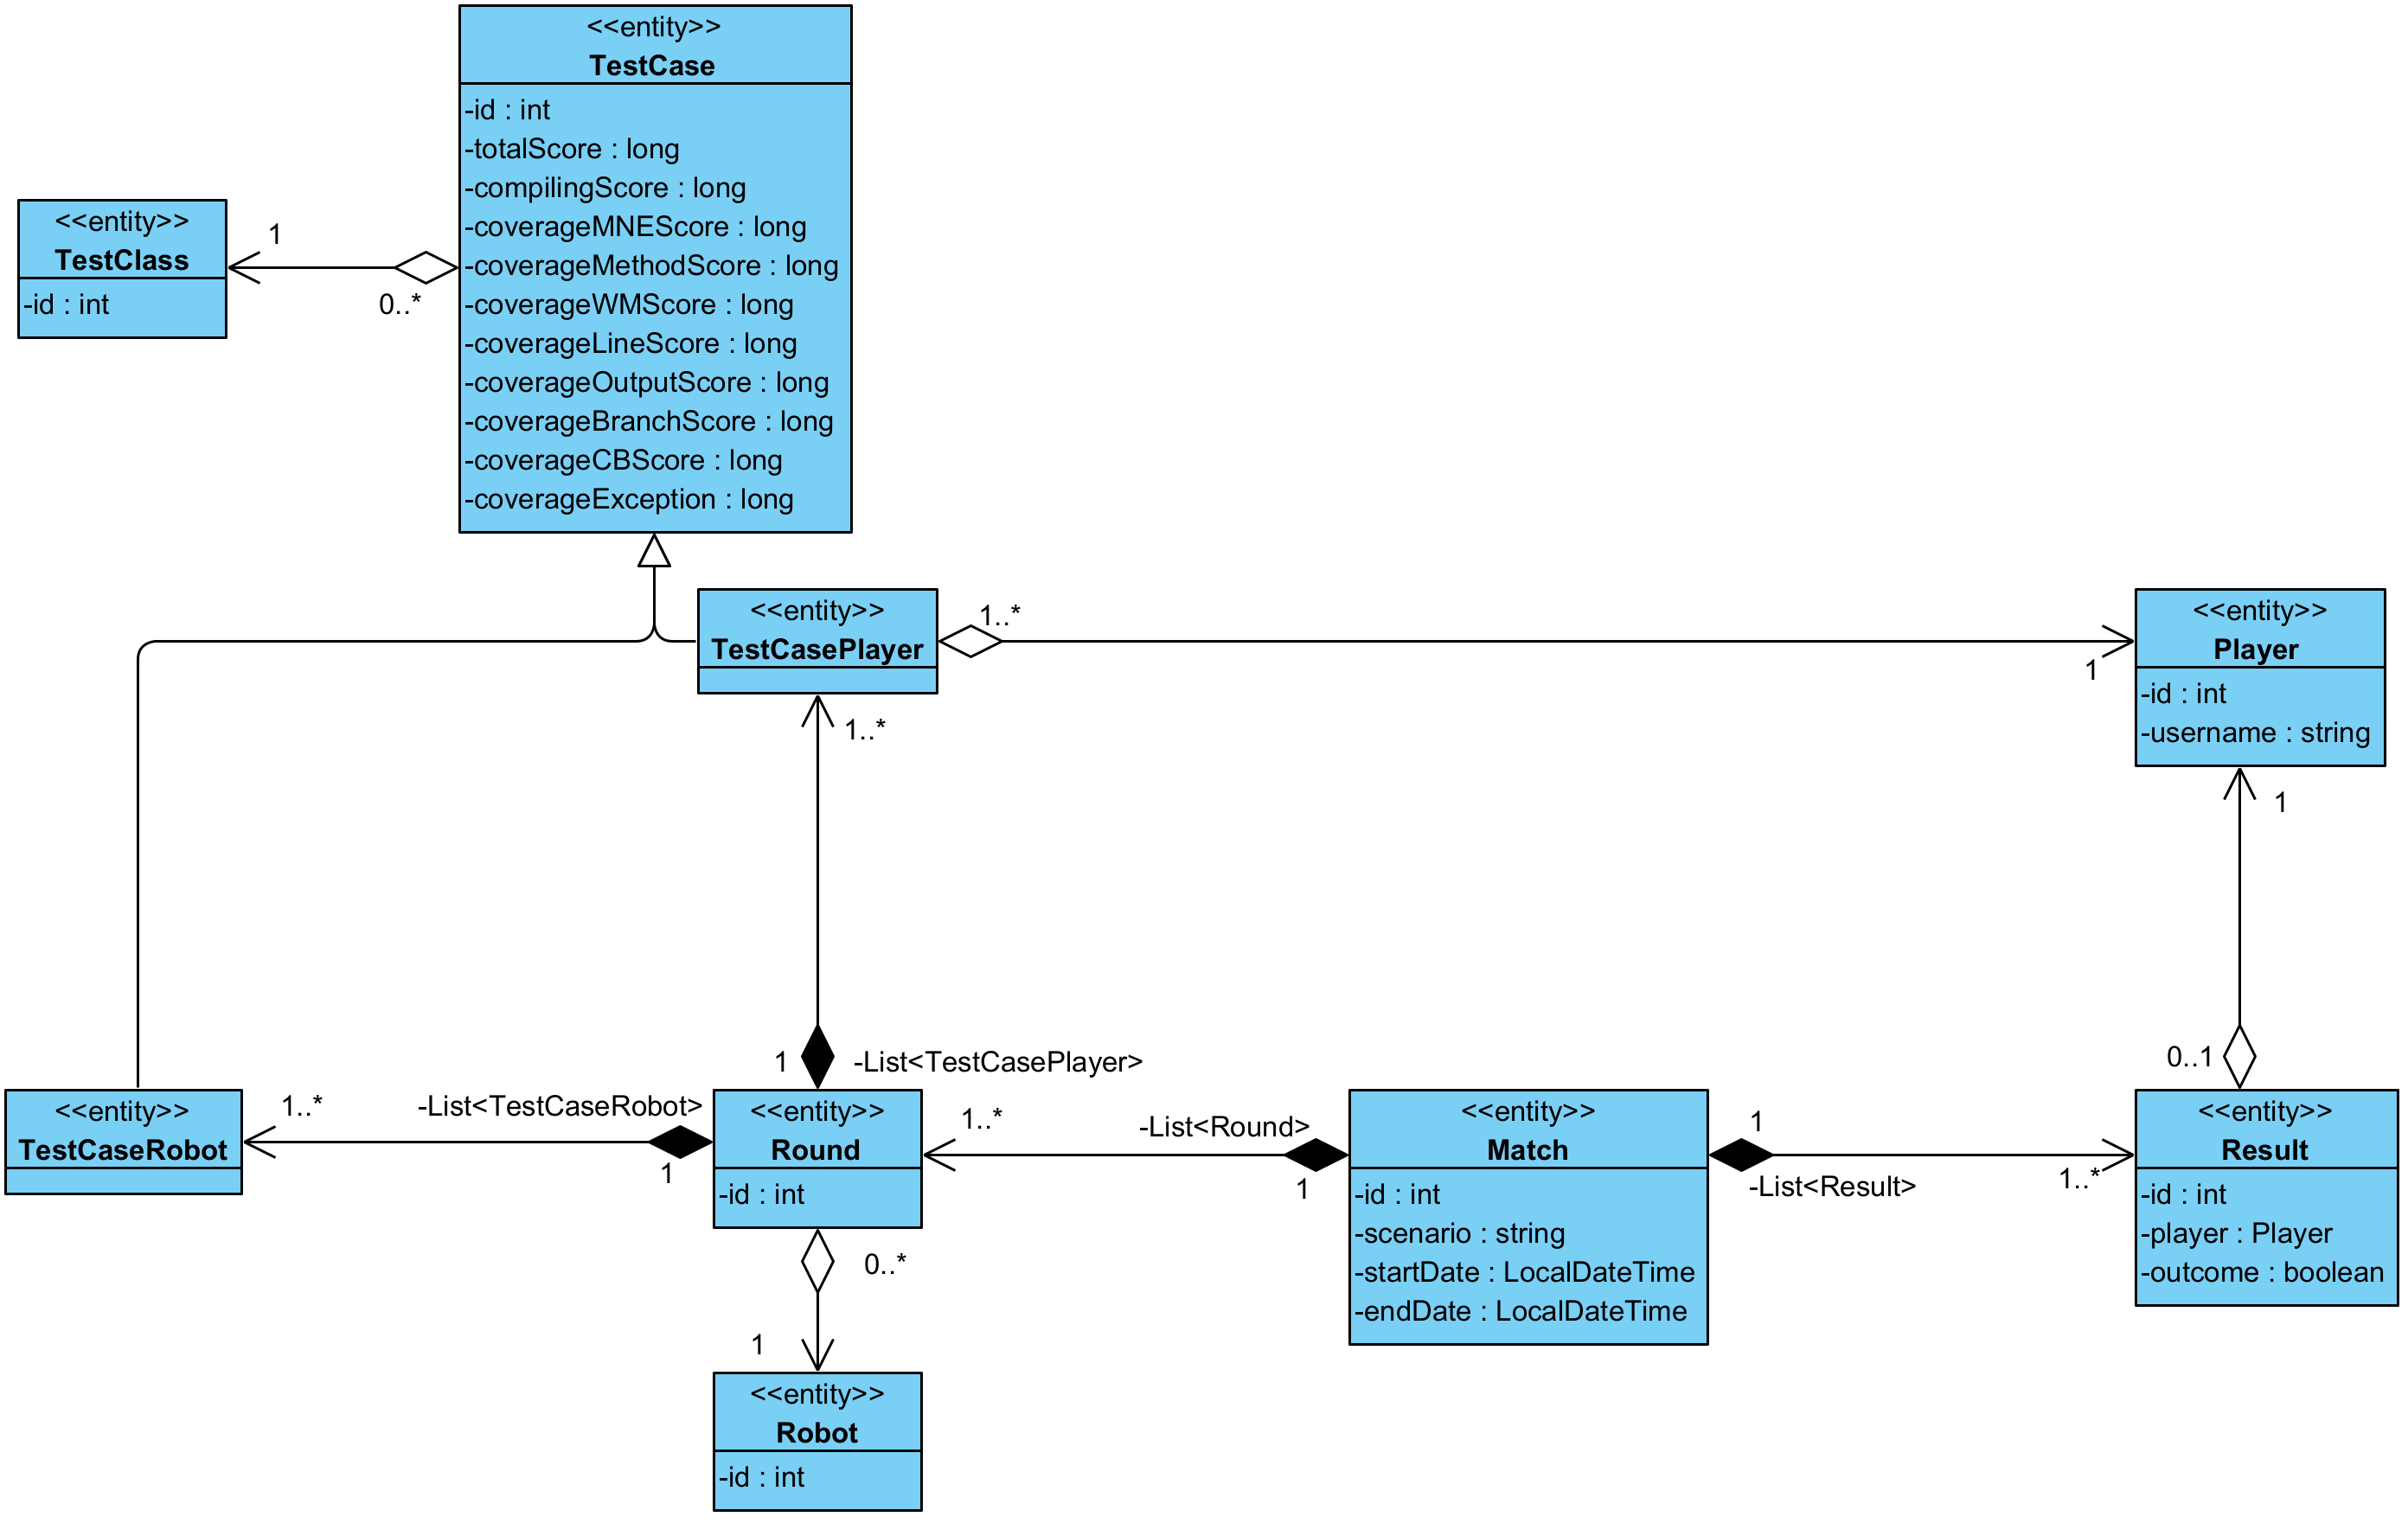 <<entity>>
TestCase
-id : int
-totalScore : long
-compilingScore : long
-coverageMNEScore : long
-coverageMethodScore : long
-coverageWMScore : long
-coverageLineScore : long
-coverageOutputScore : long
-coverageBranchScore : long
-coverageCBScore : long
-coverageException : long
<<entity>>
TestClass
-id : int
1
0..*
<<entity>>
TestCasePlayer
1..*
1
<<entity>>
Player
-id : int
-username : string
1..*
1
1
-List<TestCasePlayer>
0..1
<<entity>>
TestCaseRobot
1..*
-List<TestCaseRobot>
1
<<entity>>
Round
-id : int
1..*
-List<Round>
1
<<entity>>
Match
-id : int
-scenario : string
-startDate : LocalDateTime
-endDate : LocalDateTime
1
-List<Result>
1..*
<<entity>>
Result
-id : int
-player : Player
-outcome : boolean
0..*
1
<<entity>>
Robot
-id : int